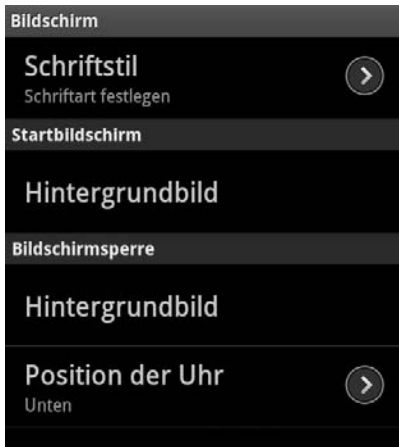 Bildschirm
Schriftstil
Schriftart festlegen
Startbildschirm
Hintergrundbild
Bildschirmsperre
Hintergrundbild
Position der Uhr
Unten